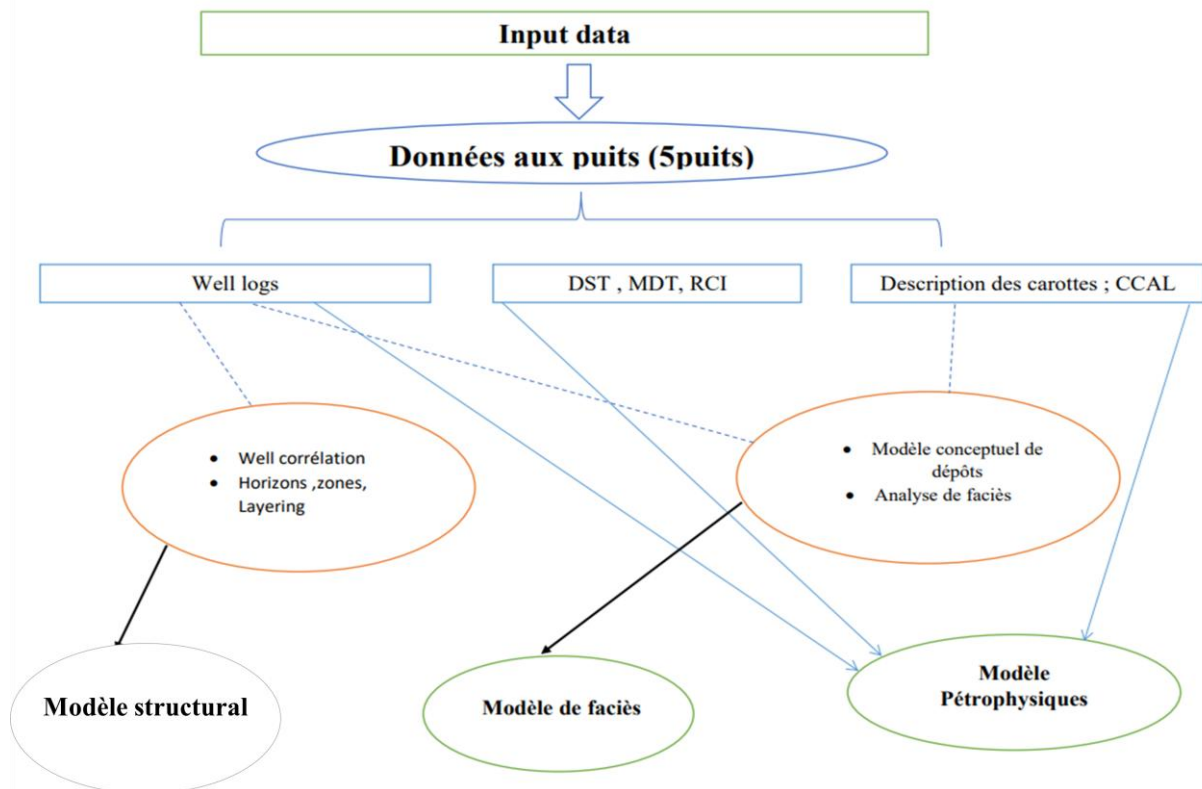 Input data
Données aux puits (5puits)
Well logs
DST , MDT, RCI
Description des carottes ; CCAL
• Well corrélation
• Horizons ,zones,
Layering
• Modèle conceptuel de
dépôts
• Analyse de faciès
Modèle structural
Modèle de faciès
Modèle
Pétrophysiques